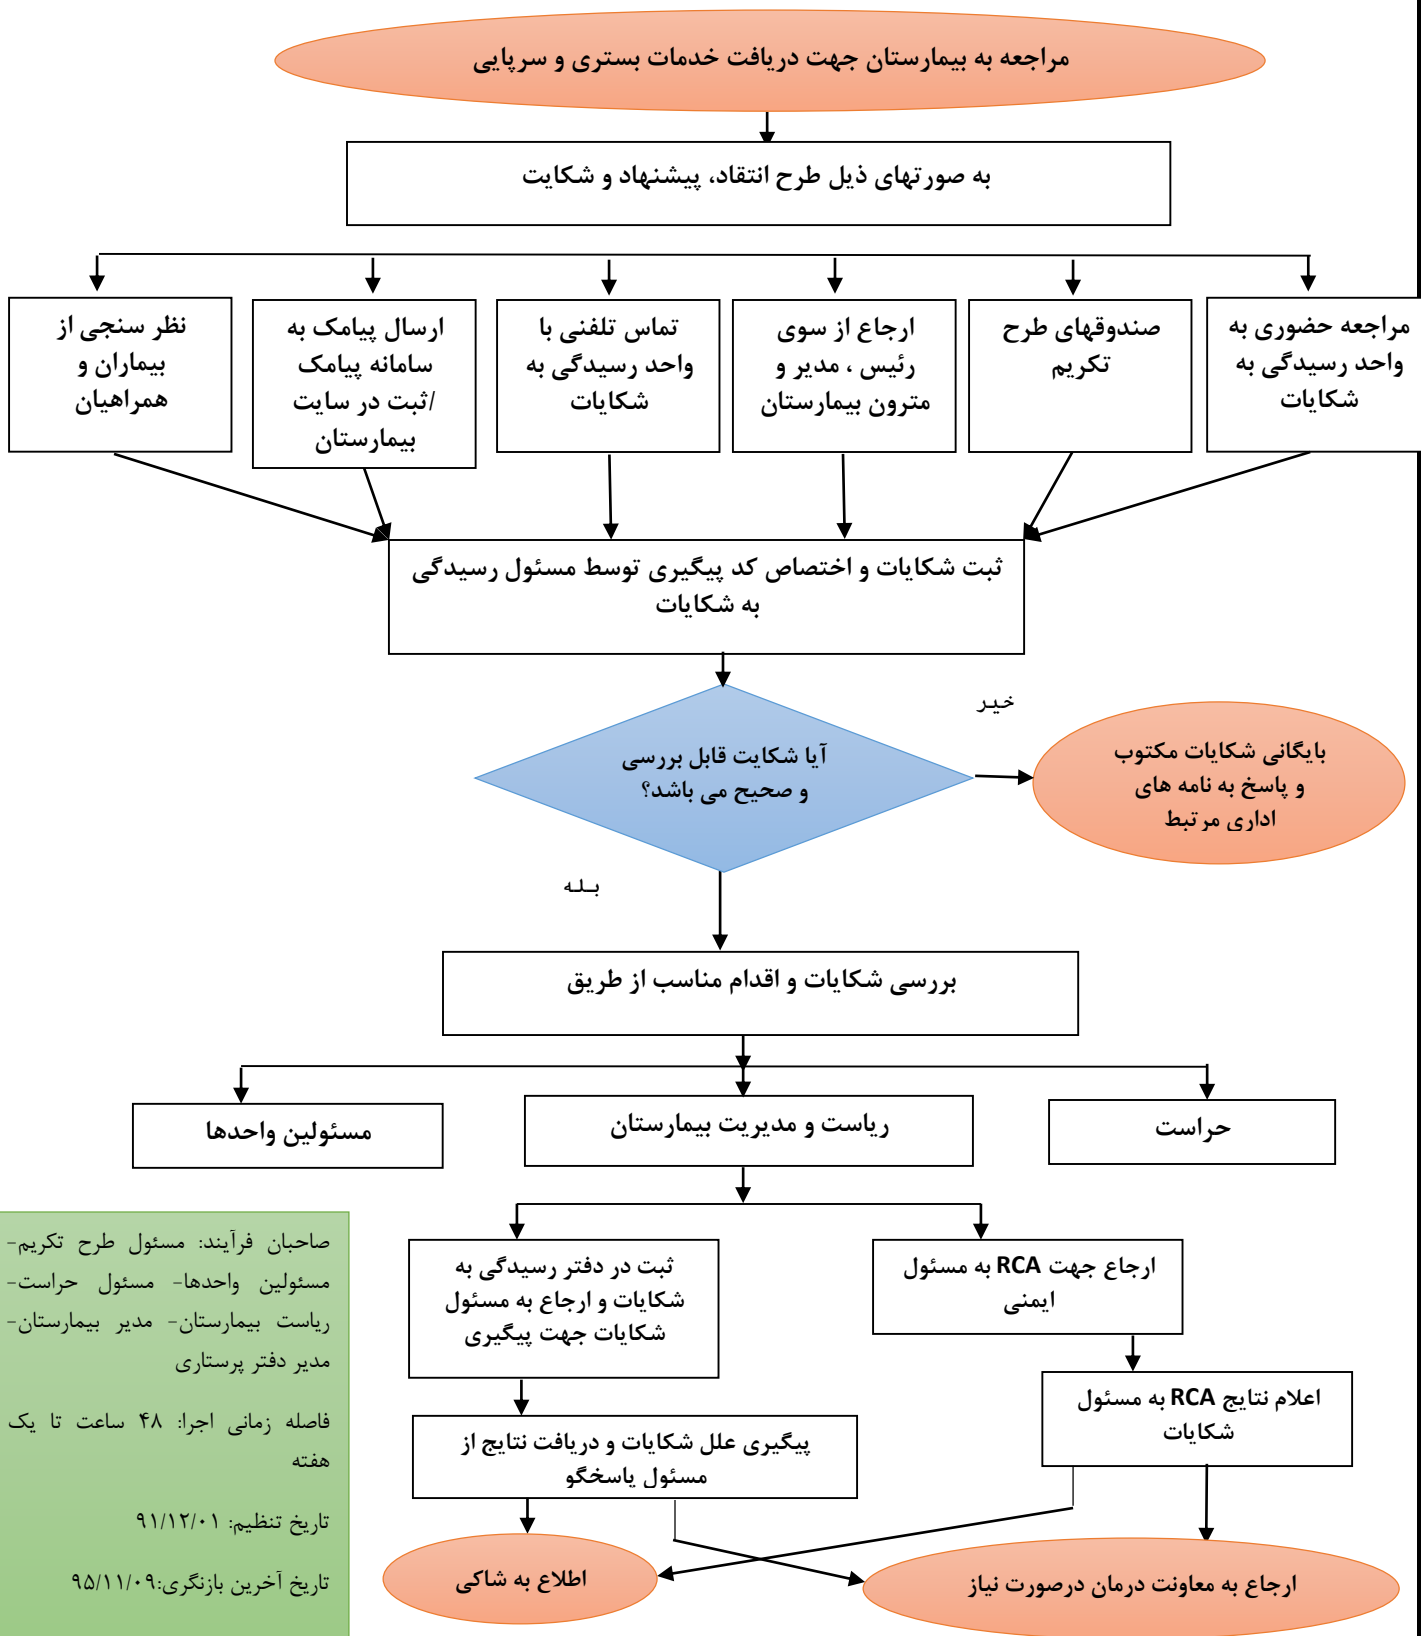 مراجعه به بیمارستان جهت دریافت خدمات بستری و سرپایی
به صورتهای ذیل طرح انتقاد، پیشنهاد و شکایت
مراجعه حضوری به
واحد رسیدگی به
شکایات
صندوقهای طرح
تکریم
ارجاع از سوی
رئیس ، مدیر و
مترون بیمارستان
تماس تلفنی با
واحد رسیدگی به
شکایات
ارسال پیامک به
سامانه پیامک
/ثبت در سایت
بیمارستان
نظر سنجی از
بیماران و
همراهیان
ثبت شکایات و اختصاص کد پیگیری توسط مسئول رسیدگی
به شکایات
آیا شکایت قابل بررسی
و صحیح می باشد؟
خیر
بایگانی شکایات مکتوب
و پاسخ به نامه های
اداری مرتبط
بله
بررسی شکایات و اقدام مناسب از طریق
حراست
ریاست و مدیریت بیمارستان
مسئولین واحدها
ارجاع جهت RCA به مسئول
ایمنی
ثبت در دفتر رسیدگی به
شکایات و ارجاع به مسئول
شکایات جهت پیگیری
اعلام نتایج RCA به مسئول
شکایات
پیگیری علل شکایات و دریافت نتایج از
مسئول پاسخگو
ارجاع به معاونت درمان درصورت نیاز
اطلاع به شاکی
صاحبان فرآیند: مسئول طرح تکریم-
مسئولین واحدها- مسئول حراست-
ریاست بیمارستان- مدیر بیمارستان-
مدیر دفتر پرستاری
فاصله زمانی اجرا: ۴۸ ساعت تا یک
هفته
تاریخ تنظیم: ۹۱/۱۲/۰۱
تاریخ آخرین بازنگری:۹۵/۱۱/۰۹